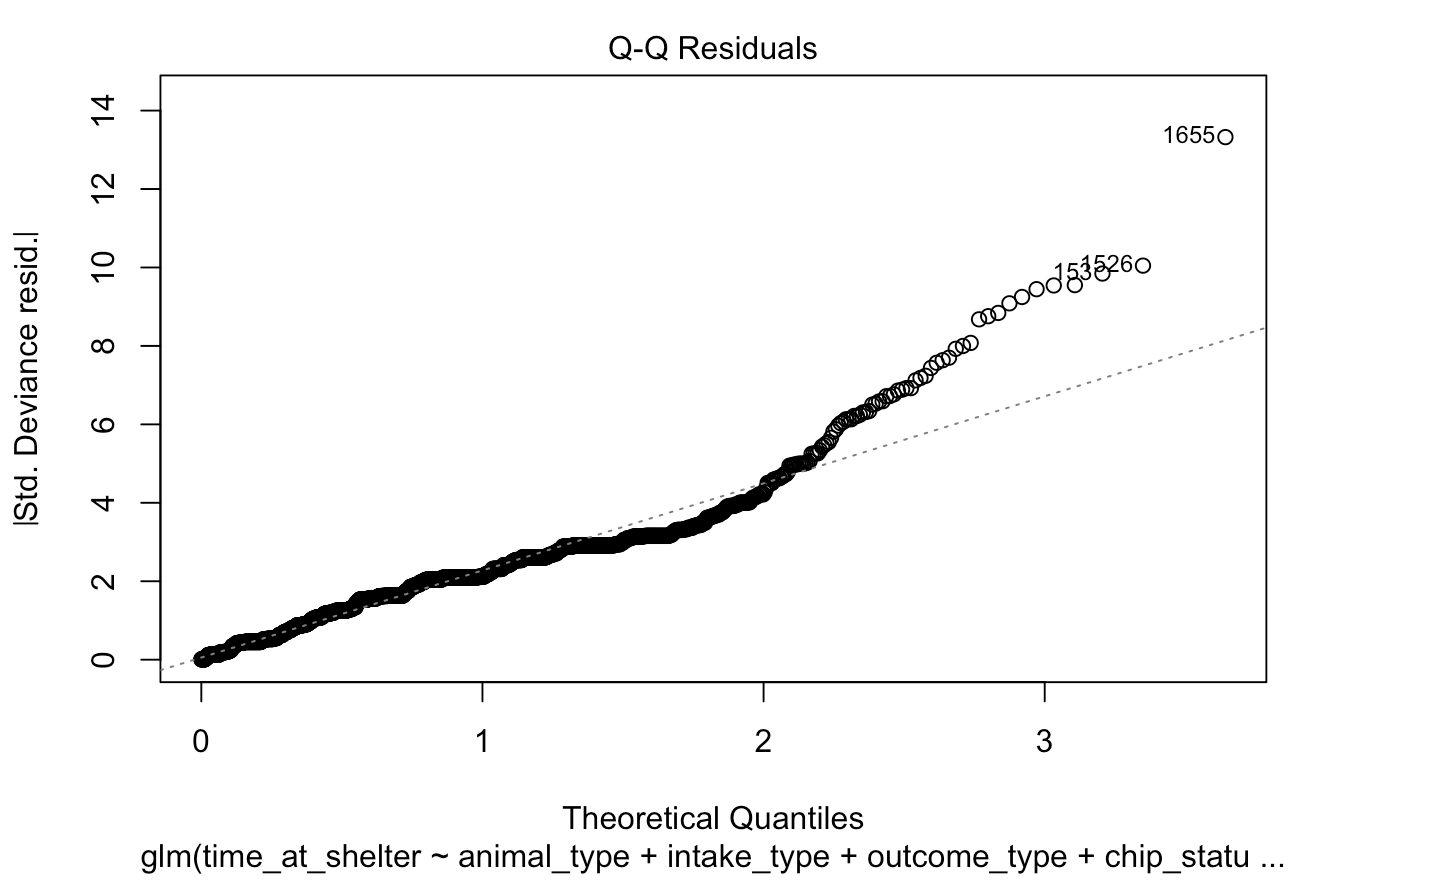 Q-Q Residuals
14
12
10
8
6
4
2
0
|Std. Deviance resid.|
1655
1526
0 1 2 3
Theoretical Quantiles
glm(time_at_shelter ~ animal_type + intake_type + outcome_type + chip_statu ...